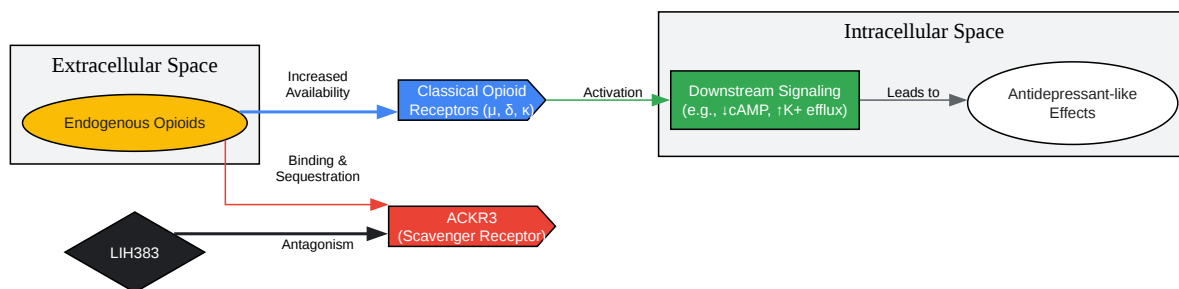 Extracellular Space
Endogenous Opioids
Increased
Availability
Classical Opioid
Receptors (μ, δ, κ)
Activation
Intracellular Space
Downstream Signaling
(e.g., ↓cAMP, ↑K+ efflux)
Leads to
Antidepressant-like
Effects
Binding &
Sequestration
LIH383
Antagonism
ACKR3
(Scavenger Receptor)